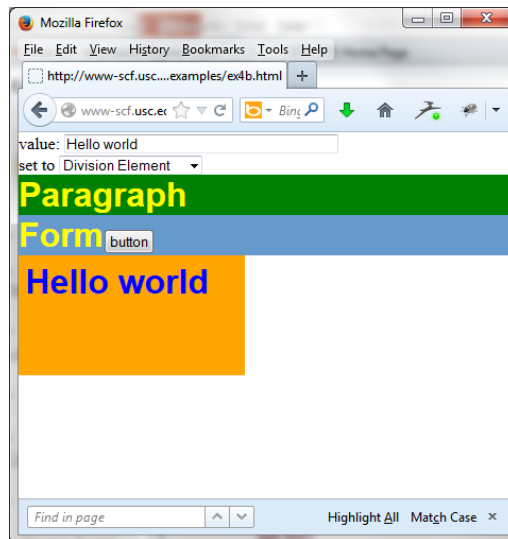 Mozilla Firefox
File Edit View History Bookmarks Tools Help
http://www-scf.usc....examples/ex4b.html
www-scf.usc.ec Bing
value: Hello world
set to Division Element
Paragraph
Form button
Hello world
Find in page Highlight All Match Case